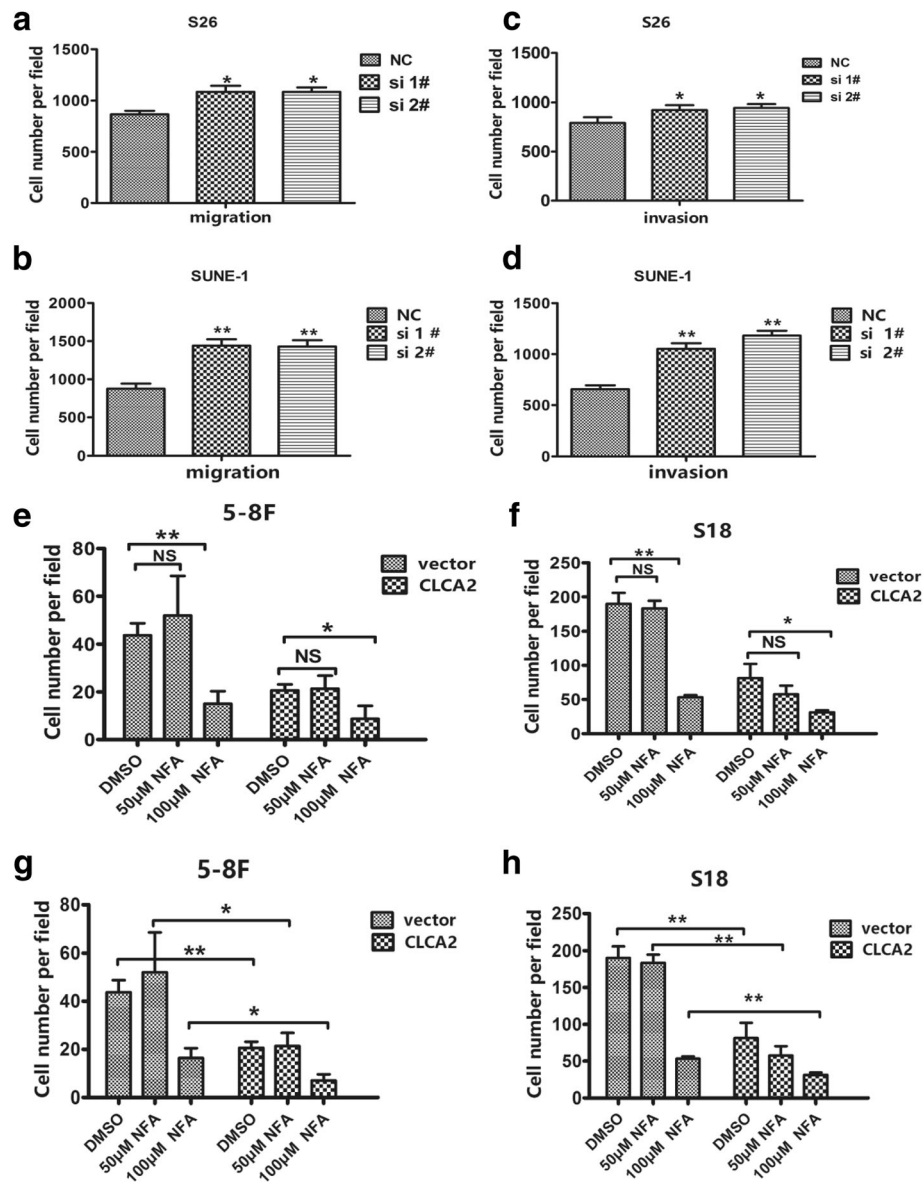 a
S26
Cell number per field
1500
1000
500
0
migration
NC
si 1#
si 2#
*
*
c
S26
Cell number per field
1500
1000
500
0
invasion
NC
si 1#
si 2#
*
*
b
SUNE-1
Cell number per field
2000
1500
1000
500
0
migration
NC
si 1 #
si 2#
**
**
d
SUNE-1
Cell number per field
1500
1000
500
0
invasion
NC
si 1#
si 2#
**
**
e
5-8F
Cell number per field
80
60
40
20
0
**
NS
*
NS
vector
CLCA2
DMSO
50μM NFA
100μM NFA
DMSO
50μM NFA
100μM NFA
f
S18
Cell number per field
250
200
150
100
50
0
**
NS
*
NS
vector
CLCA2
DMSO
50μM NFA
100μM NFA
DMSO
50μM NFA
100μM NFA
g
5-8F
Cell number per field
80
60
40
20
0
*
**
*
vector
CLCA2
DMSO
50μM NFA
100μM NFA
DMSO
50μM NFA
100μM NFA
h
S18
Cell number per field
250
200
150
100
50
0
**
**
**
vector
CLCA2
DMSO
50μM NFA
100μM NFA
DMSO
50μM NFA
100μM NFA